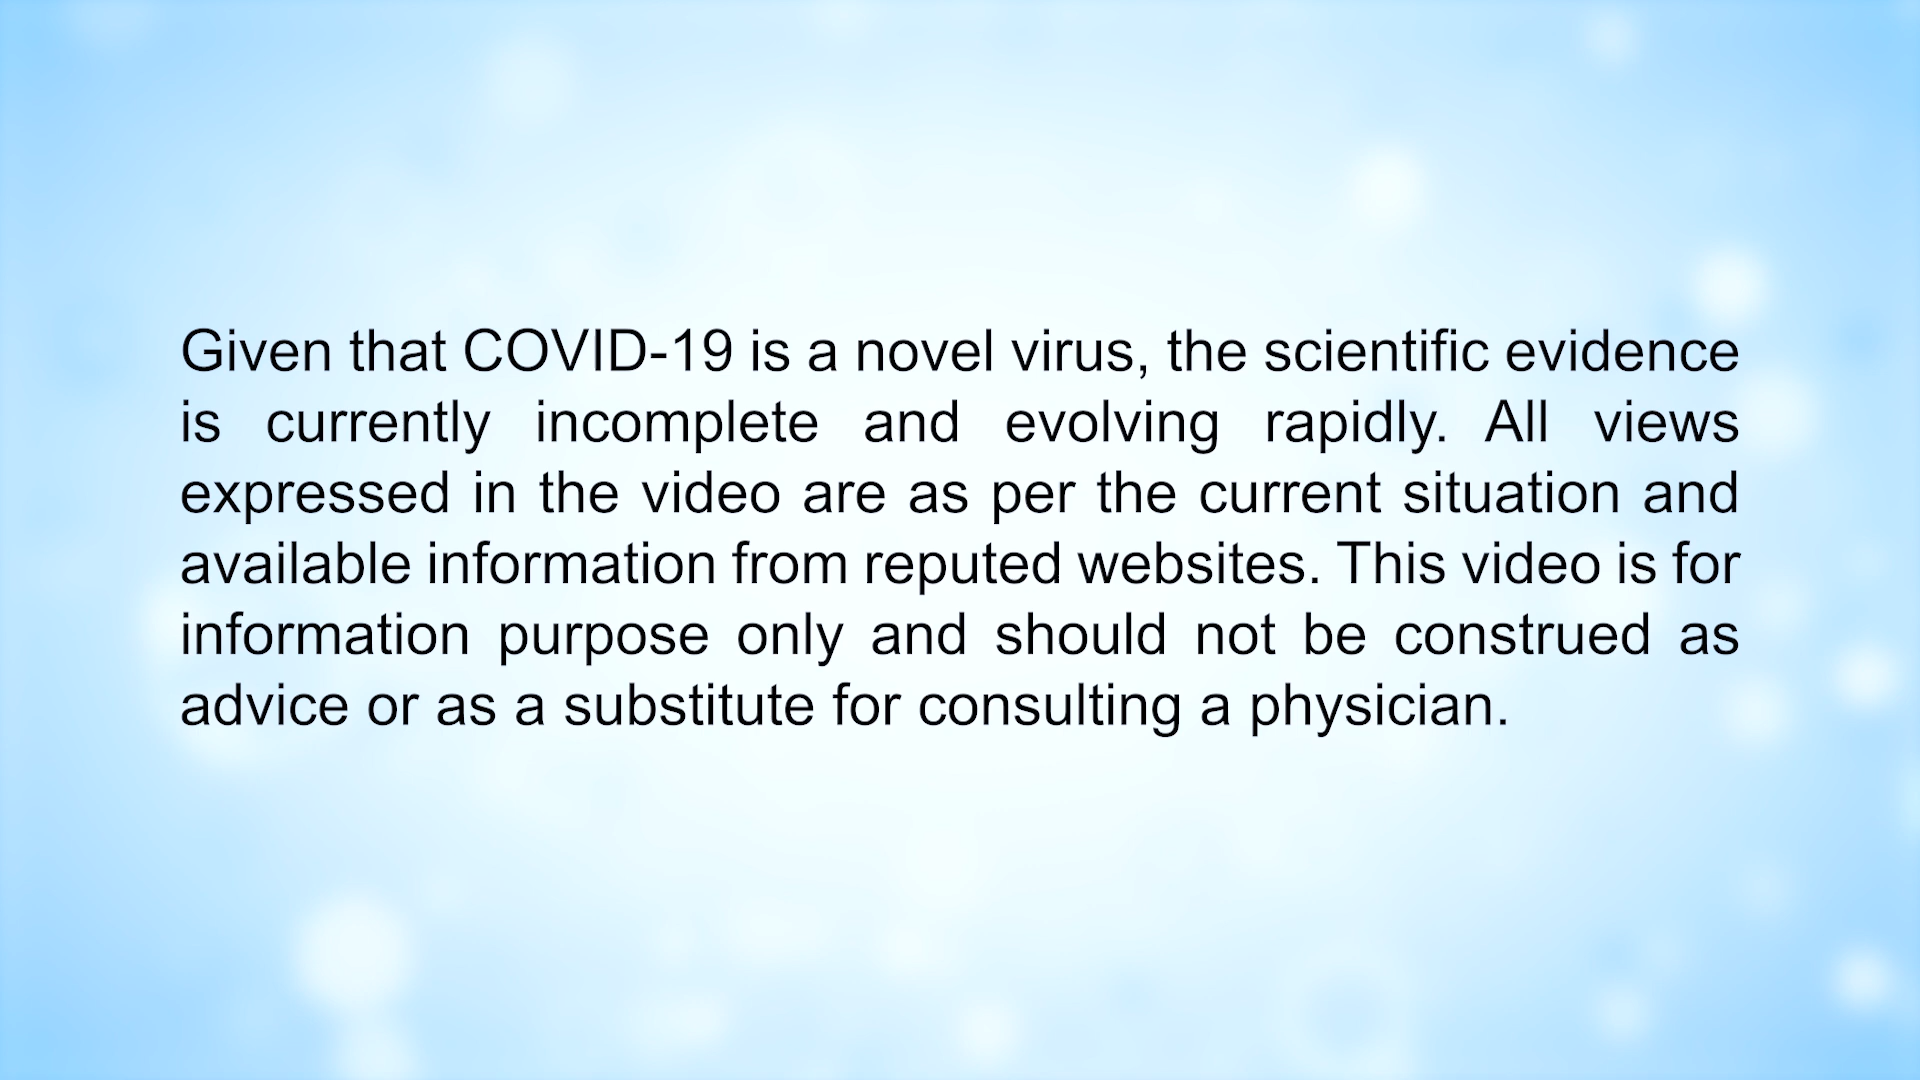 Given that COVID-19 is a novel virus, the scientific evidence
is currently incomplete and evolving rapidly. All views
expressed in the video are as per the current situation and
available information from reputed websites. This video is for
information purpose only and should not be construed as
advice or as a substitute for consulting a physician.